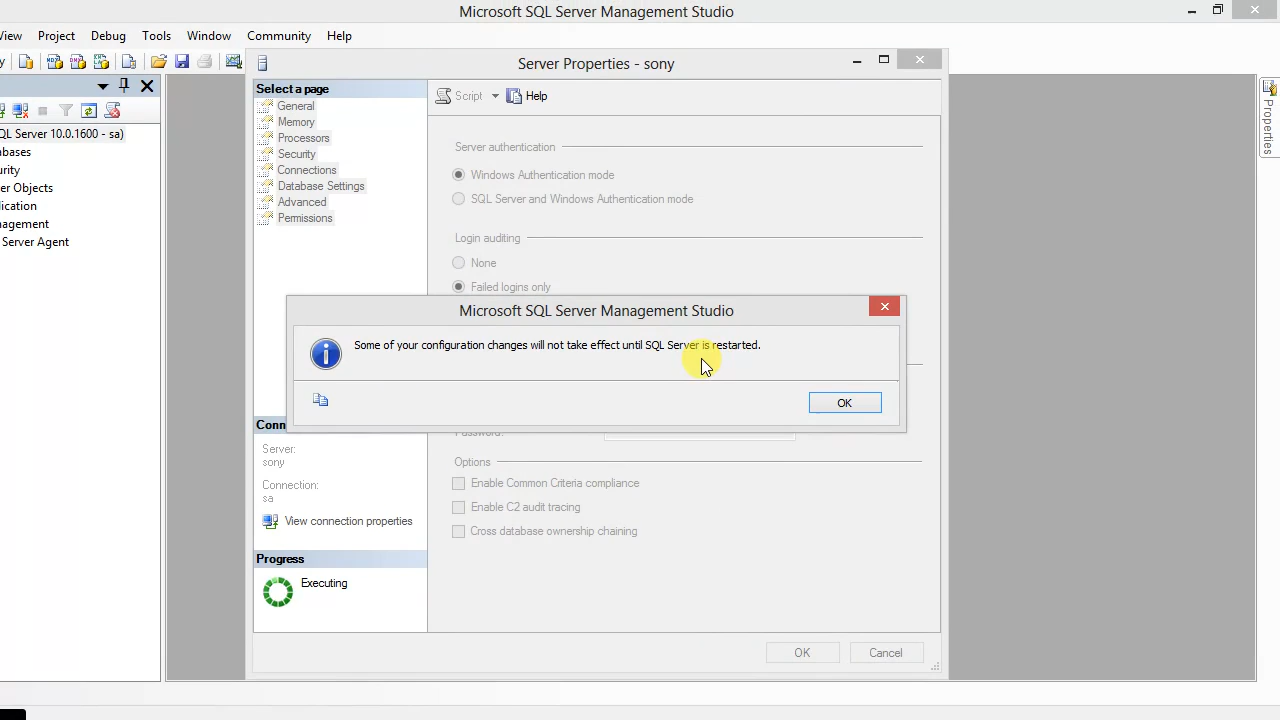 Microsoft SQL Server Management Studio
View Project Debug Tools Window Community Help
Server Properties - sony
Select a page
General
Memory
Processors
Security
Connections
Database Settings
Advanced
Permissions
Script Help
Server authentication
Windows Authentication mode
SQL Server and Windows Authentication mode
Login auditing
None
Failed logins only
QL Server 10.0.1600 - sa)
bases
urity
er Objects
lication
nagement
Server Agent
Microsoft SQL Server Management Studio
Some of your configuration changes will not take effect until SQL Server is restarted.
OK
Conn
Server:
sony
Connection:
sa
View connection properties
Progress
Executing
Password:
Options
Enable Common Criteria compliance
Enable C2 audit tracing
Cross database ownership chaining
OK Cancel
Properties